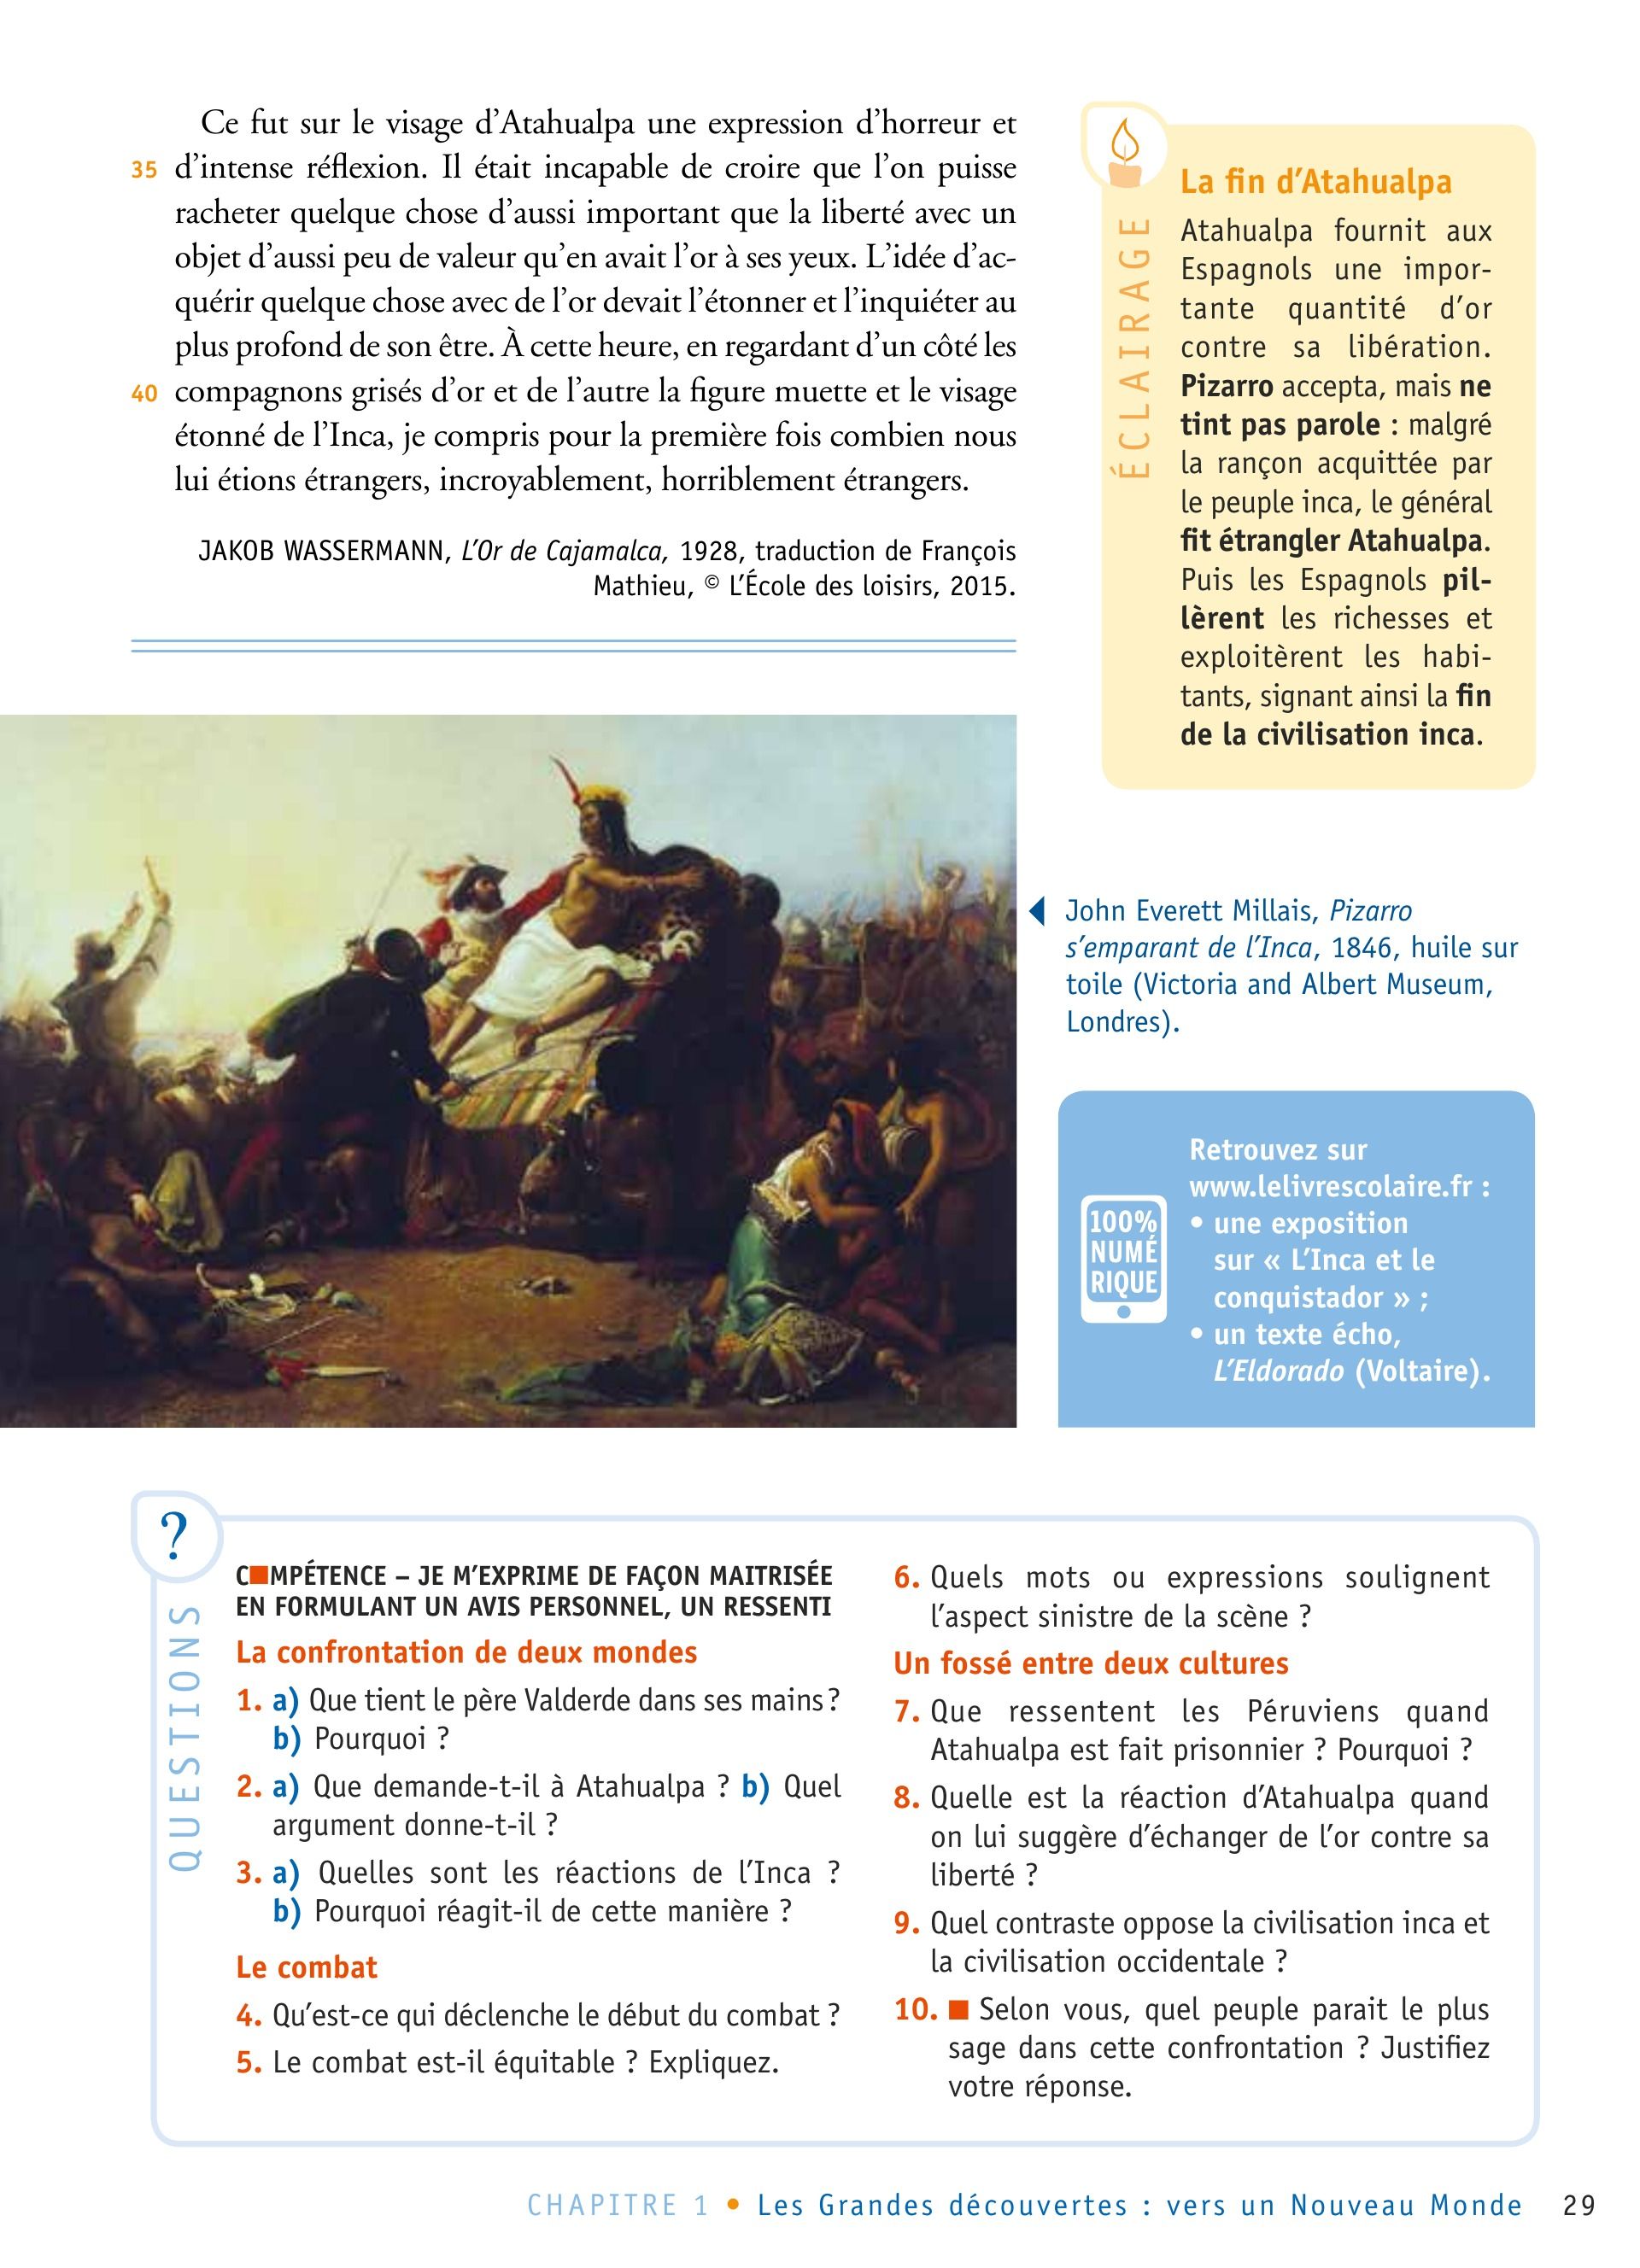 Ce fut sur le visage d’Atahualpa une expression d’horreur et
35 d’intense réflexion. Il était incapable de croire que l’on puisse
racheter quelque chose d’aussi important que la liberté avec un
objet d’aussi peu de valeur qu’en avait l’or à ses yeux. L’idée d’ac-
quérir quelque chose avec de l’or devait l’étonner et l’inquiéter au
plus profond de son être. À cette heure, en regardant d’un côté les
40 compagnons grisés d’or et de l’autre la figure muette et le visage
étonné de l’Inca, je compris pour la première fois combien nous
lui étions étrangers, incroyablement, horriblement étrangers.
JAKOB WASSERMANN, L’Or de Cajamalca, 1928, traduction de François
Mathieu, © L’École des loisirs, 2015.
ÉCLAIRAGE
La fin d’Atahualpa
Atahualpa fournit aux
Espagnols une impor-
tante quantité d’or
contre sa libération.
Pizarro accepta, mais ne
tint pas parole : malgré
la rançon acquittée par
le peuple inca, le général
fit étrangler Atahualpa.
Puis les Espagnols pil-
lèrent les richesses et
exploitèrent les habi-
tants, signant ainsi la fin
de la civilisation inca.
John Everett Millais, Pizarro
s’emparant de l’Inca, 1846, huile sur
toile (Victoria and Albert Museum,
Londres).
100%
NUMÉ
RIQUE
Retrouvez sur
www.lelivrescolaire.fr :
• une exposition
sur « L’Inca et le
conquistador » ;
• un texte écho,
L’Eldorado (Voltaire).
?
QUESTIONS
C■MPÉTENCE – JE M’EXPRIME DE FAÇON MAITRISÉE
EN FORMULANT UN AVIS PERSONNEL, UN RESSENTI
La confrontation de deux mondes
1. a) Que tient le père Valderde dans ses mains ?
b) Pourquoi ?
2. a) Que demande-t-il à Atahualpa ? b) Quel
argument donne-t-il ?
3. a) Quelles sont les réactions de l’Inca ?
b) Pourquoi réagit-il de cette manière ?
Le combat
4. Qu’est-ce qui déclenche le début du combat ?
5. Le combat est-il équitable ? Expliquez.
6. Quels mots ou expressions soulignent
l’aspect sinistre de la scène ?
Un fossé entre deux cultures
7. Que ressentent les Péruviens quand
Atahualpa est fait prisonnier ? Pourquoi ?
8. Quelle est la réaction d’Atahualpa quand
on lui suggère d’échanger de l’or contre sa
liberté ?
9. Quel contraste oppose la civilisation inca et
la civilisation occidentale ?
10. ■ Selon vous, quel peuple parait le plus
sage dans cette confrontation ? Justifiez
votre réponse.
CHAPITRE 1 • Les Grandes découvertes : vers un Nouveau Monde 29